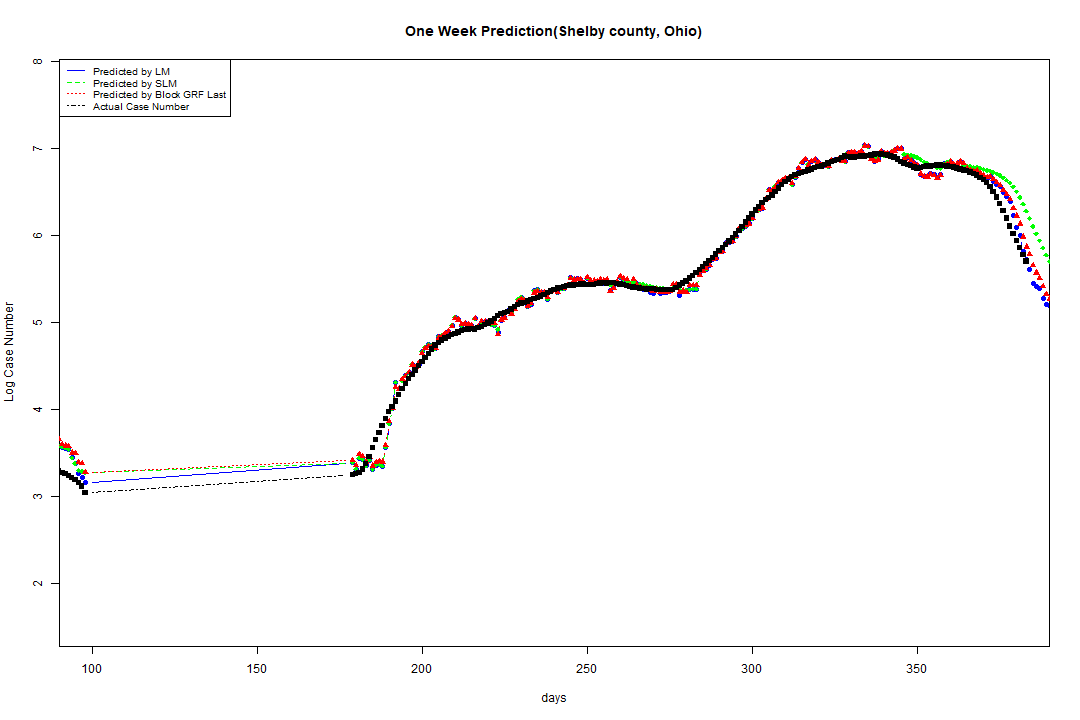 One Week Prediction(Shelby county, Ohio)
Predicted by LM
Predicted by SLM
Predicted by Block GRF Last
Actual Case Number
8
7
6
5
4
3
2
Log Case Number
100 150 200 250 300 350
days